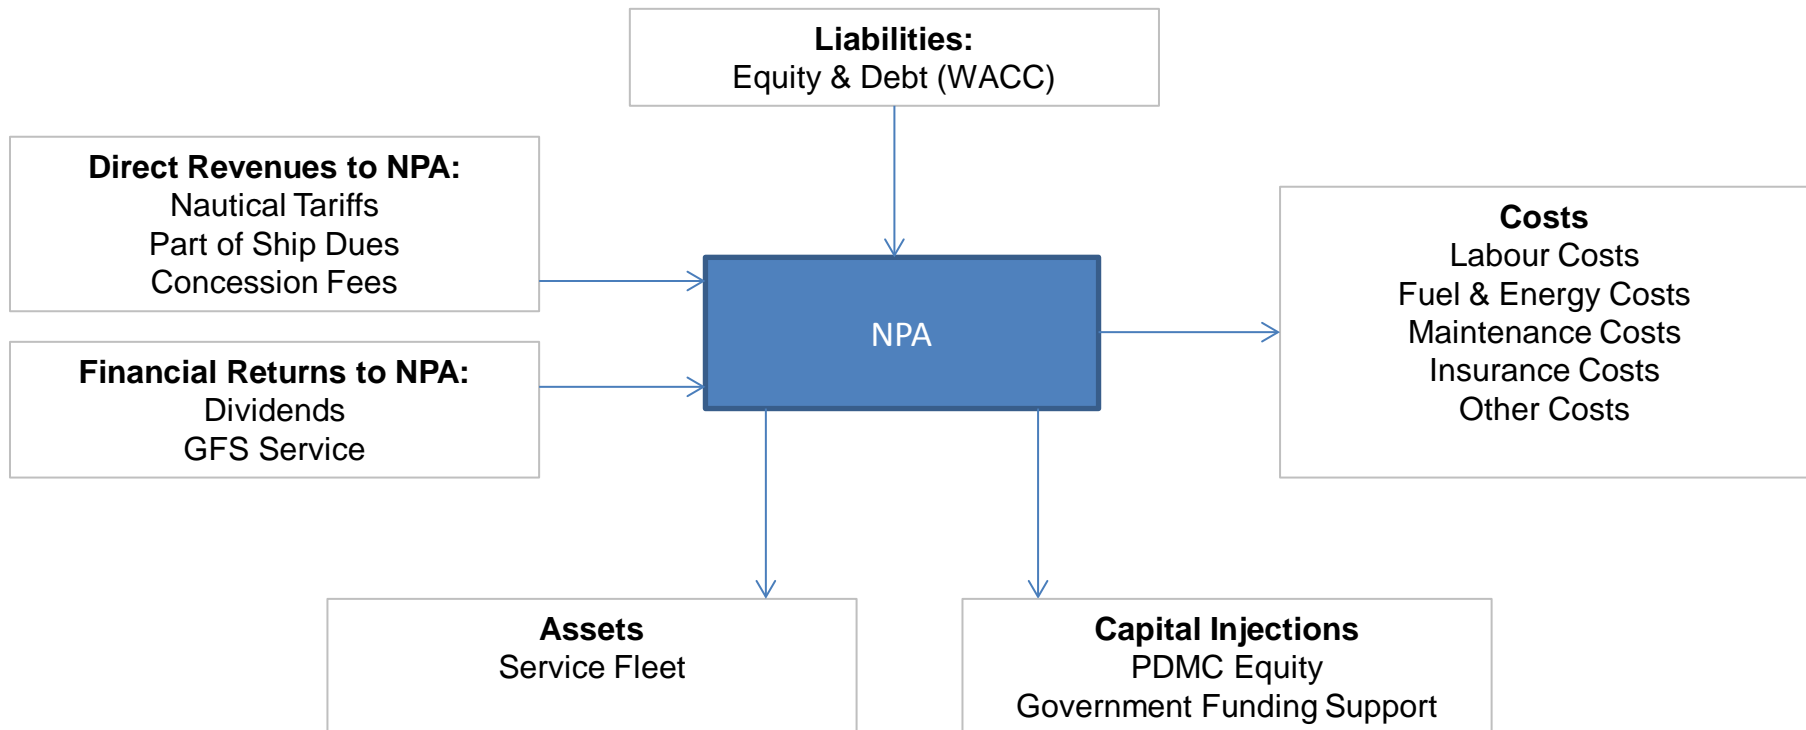 Liabilities:
Equity & Debt (WACC)
Direct Revenues to NPA:
Nautical Tariffs
Part of Ship Dues
Concession Fees
Financial Returns to NPA:
Dividends
GFS Service
NPA
Costs
Labour Costs
Fuel & Energy Costs
Maintenance Costs
Insurance Costs
Other Costs
Assets
Service Fleet
Capital Injections
PDMC Equity
Government Funding Support